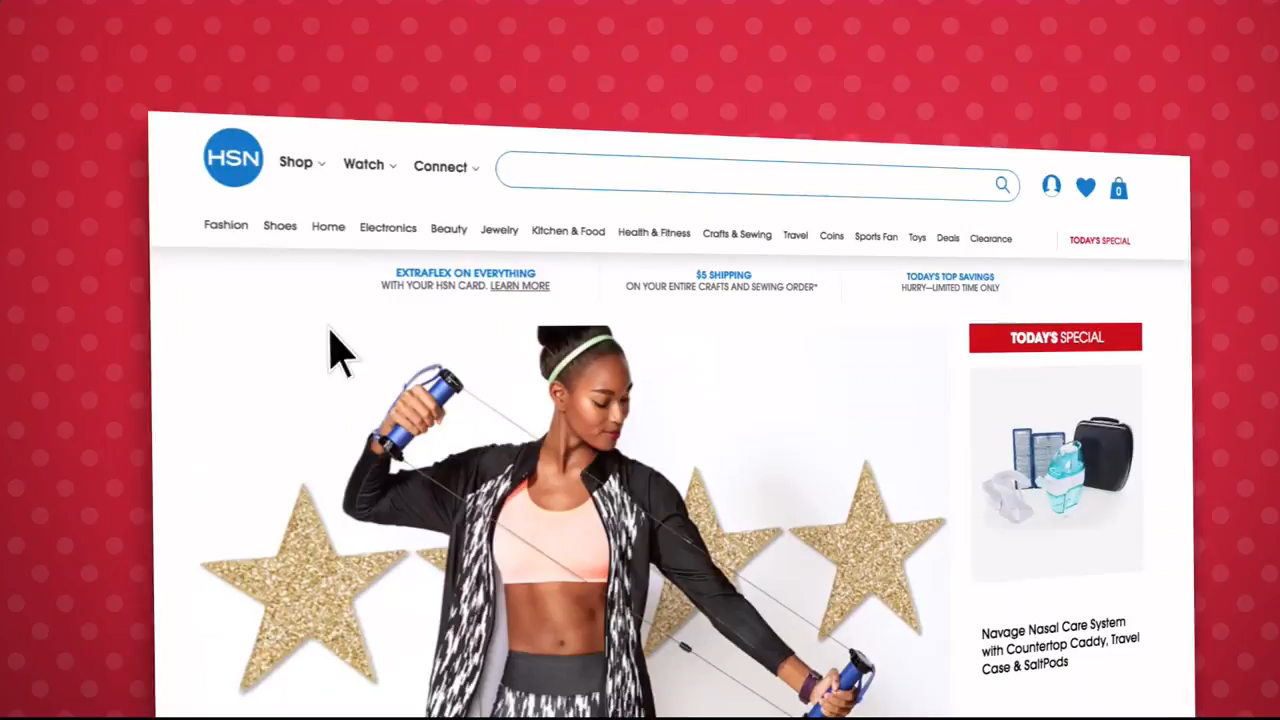 HSN
Shop Watch Connect
0
Fashion Shoes Home Electronics Beauty Jewelry Kitchen & Food Health & Fitness Crafts & Sewing Travel Coins Sports Fan Toys Deals Clearance TODAY'S SPECIAL
EXTRAFLEX ON EVERYTHING
WITH YOUR HSN CARD. LEARN MORE
$5 SHIPPING
ON YOUR ENTIRE CRAFTS AND SEWING ORDER*
TODAY'S TOP SAVINGS
HURRY—LIMITED TIME ONLY
TODAY'S SPECIAL
Navage Nasal Care System
with Countertop Caddy, Travel
Case & SaltPods